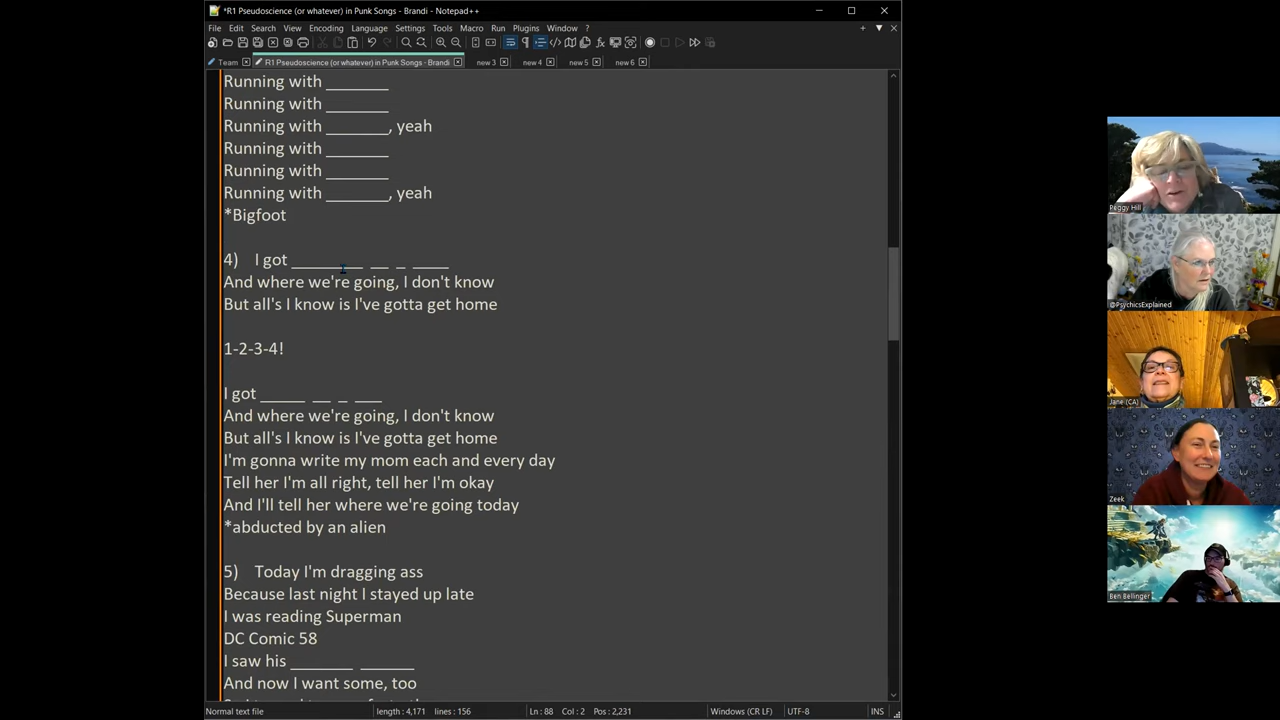 *R1 Pseudoscience (or whatever) in Punk Songs - Brandi - Notepad++
File Edit Search View Encoding Language Settings Tools Macro Run Plugins Window ?
Team R1 Pseudoscience (or whatever) in Punk Songs - Brandi new 3 new 4 new 5 new 6
Running with ________
Running with ________
Running with ________, yeah
Running with ________
Running with ________
Running with ________, yeah
*Bigfoot
4) I got ________ __ _ ____
And where we're going, I don't know
But all's I know is I've gotta get home
1-2-3-4!
I got _____ __ _ ___
And where we're going, I don't know
But all's I know is I've gotta get home
I'm gonna write my mom each and every day
Tell her I'm all right, tell her I'm okay
And I'll tell her where we're going today
*abducted by an alien
5) Today I'm dragging ass
Because last night I stayed up late
I was reading Superman
DC Comic 58
I saw his _______ ______
And now I want some, too
Normal text file length : 4,171 lines : 156 Ln : 88 Col : 2 Pos : 2,231 Windows (CR LF) UTF-8 INS
Peggy Hill
@PsychicsExplained
Jane (CA)
Zeek
Ben Bellinger